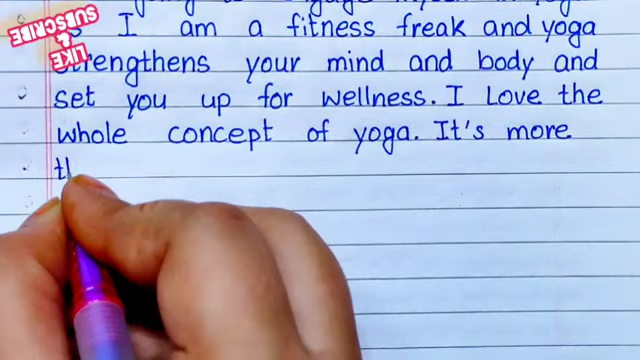 SUBSCRIBE
&
LIKE
I am a fitness freak and yoga
strengthens your mind and body and
set you up for wellness. I Love the
whole concept of yoga. It's more
th